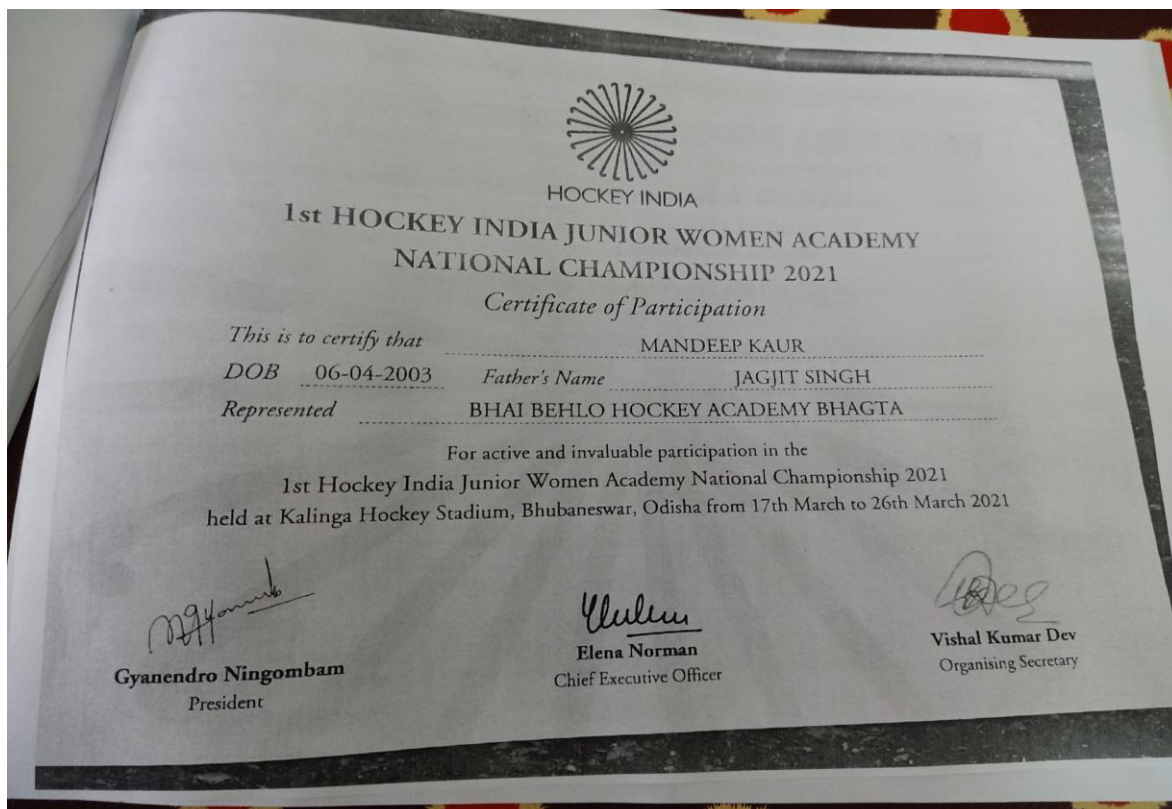 HOCKEY INDIA
1st HOCKEY INDIA JUNIOR WOMEN ACADEMY
NATIONAL CHAMPIONSHIP 2021
Certificate of Participation
This is to certify that MANDEEP KAUR
DOB 06-04-2003 Father's Name JAGJIT SINGH
Represented BHAI BEHLO HOCKEY ACADEMY BHAGTA
For active and invaluable participation in the
1st Hockey India Junior Women Academy National Championship 2021
held at Kalinga Hockey Stadium, Bhubaneswar, Odisha from 17th March to 26th March 2021
Gyanendro Ningombam
President
Elena Norman
Chief Executive Officer
Vishal Kumar Dev
Organising Secretary